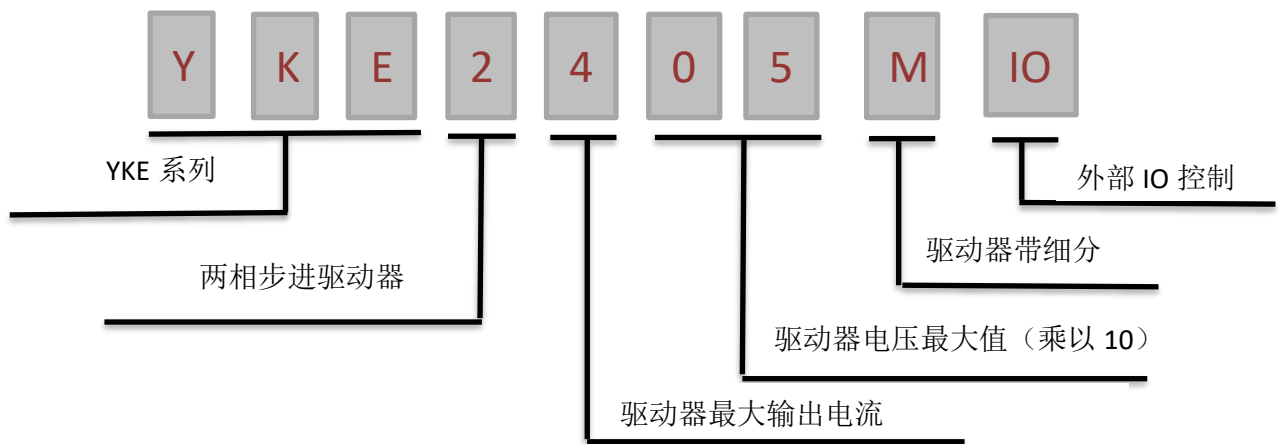 Y K E 2 4 0 5 M IO
YKE 系列
外部 IO 控制
驱动器带细分
两相步进驱动器
驱动器电压最大值（乘以 10）
驱动器最大输出电流